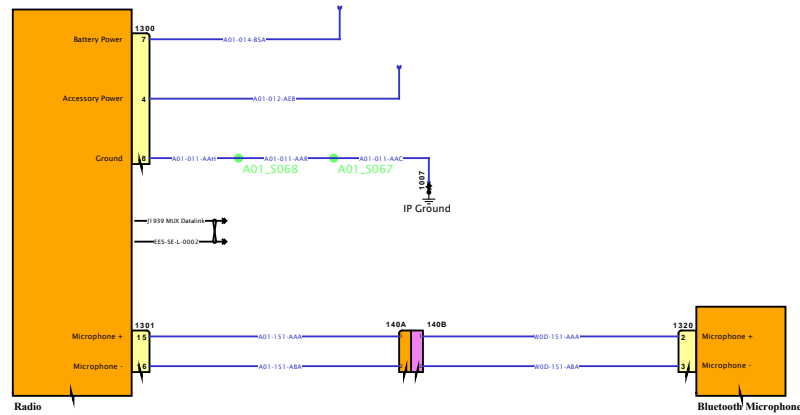 1300
Battery Power 7 A01-014-BSA
Accessory Power 4 A01-012-AEB
Ground 8 A01-011-AAH A01-011-AAR A01-011-AAC
A01_S068 A01_S067
1007
IP Ground
J1939 MUX Datalink
EES-SE-L-0002
1301 140A 140B 1320
Microphone + 15 A01-151-AAA W0D-151-AAA 2 Microphone +
Microphone - 16 A01-151-ABA W0D-151-ABA 3 Microphone -
Radio Bluetooth Microphone